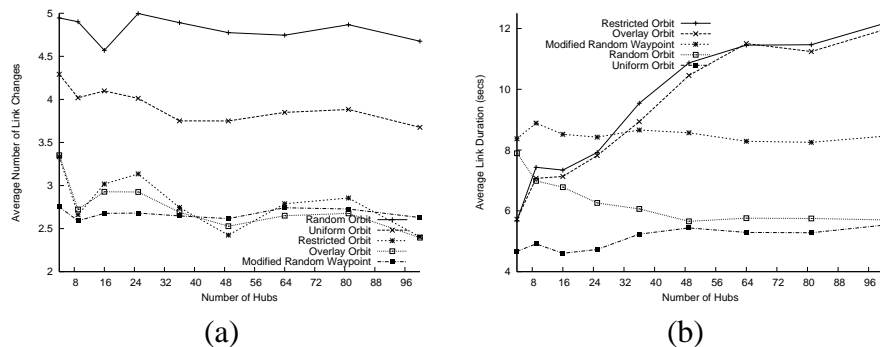 5
4.5
4
3.5
3
2.5
2
Average Number of Link Changes
8 16 24 32 40 48 56 64 72 80 88 96
Number of Hubs
Random Orbit
Uniform Orbit
Restricted Orbit
Overlay Orbit
Modified Random Waypoint
(a)
12
10
8
6
4
Average Link Duration (secs)
8 16 24 32 40 48 56 64 72 80 88 96
Number of Hubs
Restricted Orbit
Overlay Orbit
Modified Random Waypoint
Random Orbit
Uniform Orbit
(b)